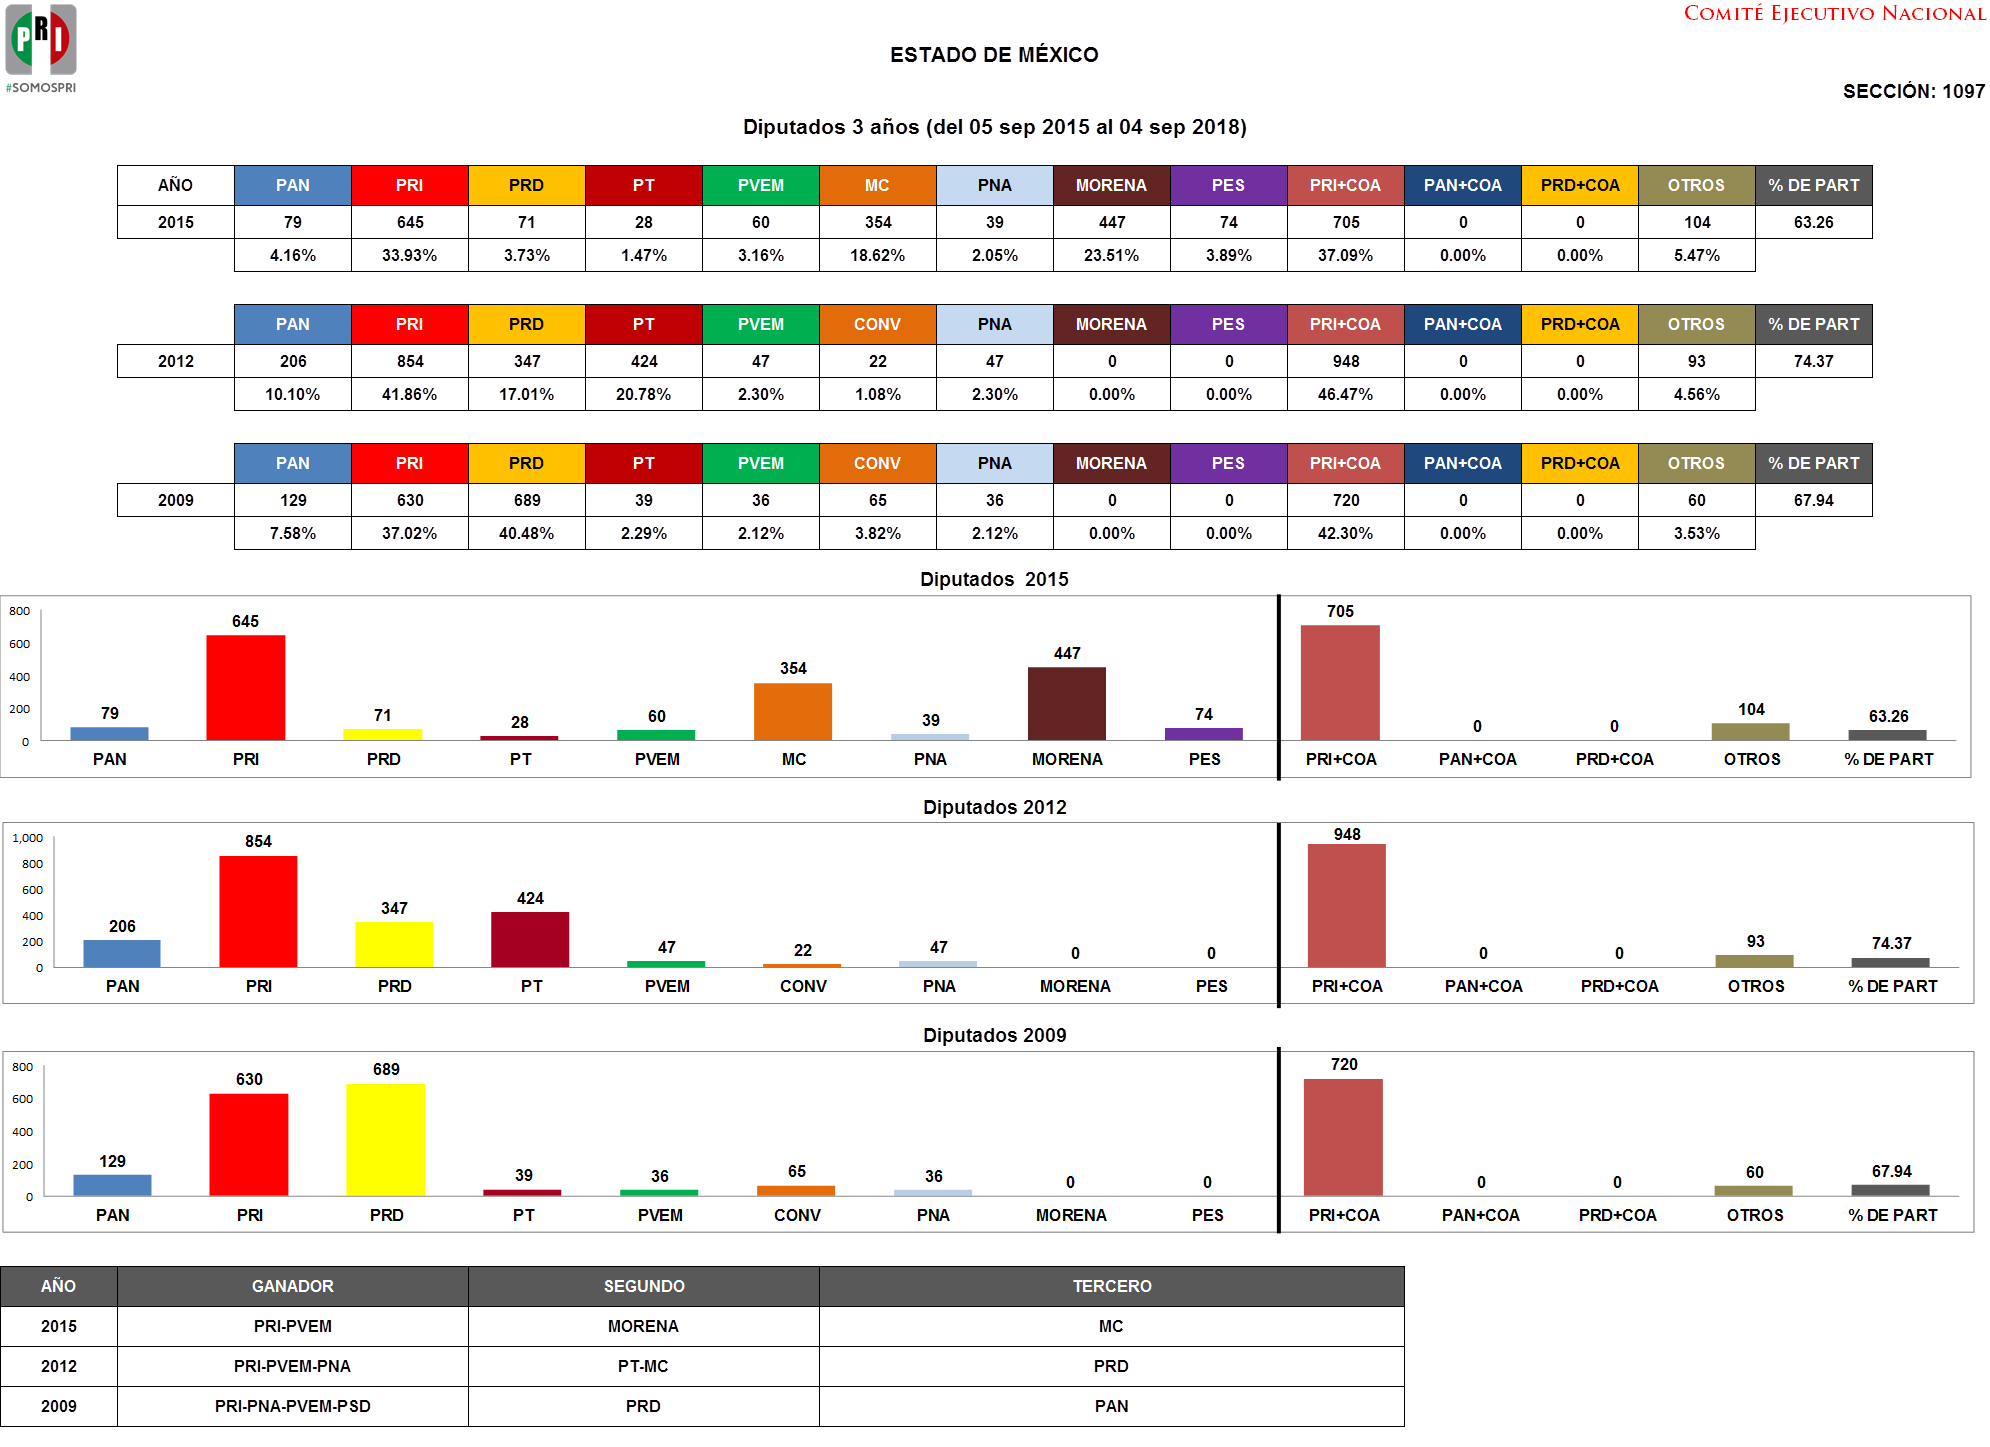 PRI
#SOMOSPRI
COMITÉ EJECUTIVO NACIONAL
ESTADO DE MÉXICO
SECCIÓN: 1097
Diputados 3 años (del 05 sep 2015 al 04 sep 2018)
AÑO PAN PRI PRD PT PVEM MC PNA MORENA PES PRI+COA PAN+COA PRD+COA OTROS % DE PART
2015 79 645 71 28 60 354 39 447 74 705 0 0 104 63.26
4.16% 33.93% 3.73% 1.47% 3.16% 18.62% 2.05% 23.51% 3.89% 37.09% 0.00% 0.00% 5.47%
PAN PRI PRD PT PVEM CONV PNA MORENA PES PRI+COA PAN+COA PRD+COA OTROS % DE PART
2012 206 854 347 424 47 22 47 0 0 948 0 0 93 74.37
10.10% 41.86% 17.01% 20.78% 2.30% 1.08% 2.30% 0.00% 0.00% 46.47% 0.00% 0.00% 4.56%
PAN PRI PRD PT PVEM CONV PNA MORENA PES PRI+COA PAN+COA PRD+COA OTROS % DE PART
2009 129 630 689 39 36 65 36 0 0 720 0 0 60 67.94
7.58% 37.02% 40.48% 2.29% 2.12% 3.82% 2.12% 0.00% 0.00% 42.30% 0.00% 0.00% 3.53%
Diputados 2015
800
600
400
200
0
79 645 71 28 60 354 39 447 74 705 0 0 104 63.26
PAN PRI PRD PT PVEM MC PNA MORENA PES PRI+COA PAN+COA PRD+COA OTROS % DE PART
Diputados 2012
1,000
800
600
400
200
0
206 854 347 424 47 22 47 0 0 948 0 0 93 74.37
PAN PRI PRD PT PVEM CONV PNA MORENA PES PRI+COA PAN+COA PRD+COA OTROS % DE PART
Diputados 2009
800
600
400
200
0
129 630 689 39 36 65 36 0 0 720 0 0 60 67.94
PAN PRI PRD PT PVEM CONV PNA MORENA PES PRI+COA PAN+COA PRD+COA OTROS % DE PART
AÑO GANADOR SEGUNDO TERCERO
2015 PRI-PVEM MORENA MC
2012 PRI-PVEM-PNA PT-MC PRD
2009 PRI-PNA-PVEM-PSD PRD PAN